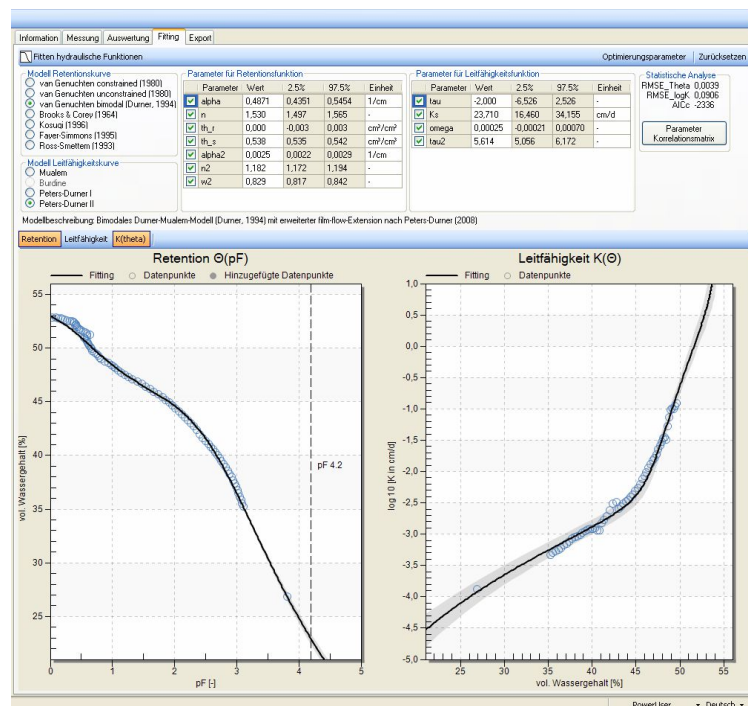 Information Messung Auswertung Fitting Export
Fitten hydraulische Funktionen Optimierungsparameter Zurücksetzen
Modell Retentionskurve
van Genuchten constrained (1980)
van Genuchten unconstrained (1980)
van Genuchten bimodal (Durner, 1994)
Brooks & Corey (1964)
Kosugi (1996)
Fayer-Simmons (1995)
Ross-Smettem (1993)
Modell Leitfähigkeitskurve
Mualem
Burdine
Peters-Durner I
Peters-Durner II
Parameter für Retentionsfunktion
Parameter Wert 2.5% 97.5% Einheit
alpha 0,4871 0,4351 0,5454 1/cm
n 1,530 1,497 1,565 -
th_r 0,000 -0,003 0,003 cm³/cm³
th_s 0,538 0,535 0,542 cm³/cm³
alpha2 0,0025 0,0022 0,0029 1/cm
n2 1,182 1,172 1,194 -
w2 0,829 0,817 0,842 -
Parameter für Leitfähigkeitsfunktion
Parameter Wert 2.5% 97.5% Einheit
tau -2,000 -6,526 2,526 -
Ks 23,710 16,460 34,155 cm/d
omega 0,00025 -0,00021 0,00070 -
tau2 5,614 5,056 6,172 -
Statistische Analyse
RMSE_Theta 0,0039
RMSE_logK 0,0906
AICc -2336
Parameter
Korrelationsmatrix
Modellbeschreibung: Bimodales Durner-Mualem-Modell (Durner, 1994) mit erweiterter film-flow-Extension nach Peters-Durner (2008)
Retention Leitfähigkeit K(theta)
Retention Θ(pF)
Fitting Datenpunkte Hinzugefügte Datenpunkte
55
50
45
40
35
30
25
vol. Wassergehalt [%]
pF 4.2
0 1 2 3 4 5
pF [-]
Leitfähigkeit K(Θ)
Fitting Datenpunkte
1,0
0,5
0,0
-0,5
-1,0
-1,5
-2,0
-2,5
-3,0
-3,5
-4,0
-4,5
-5,0
log10 [K in cm/d]
25 30 35 40 45 50 55
vol. Wassergehalt [%]
PowerUser Deutsch